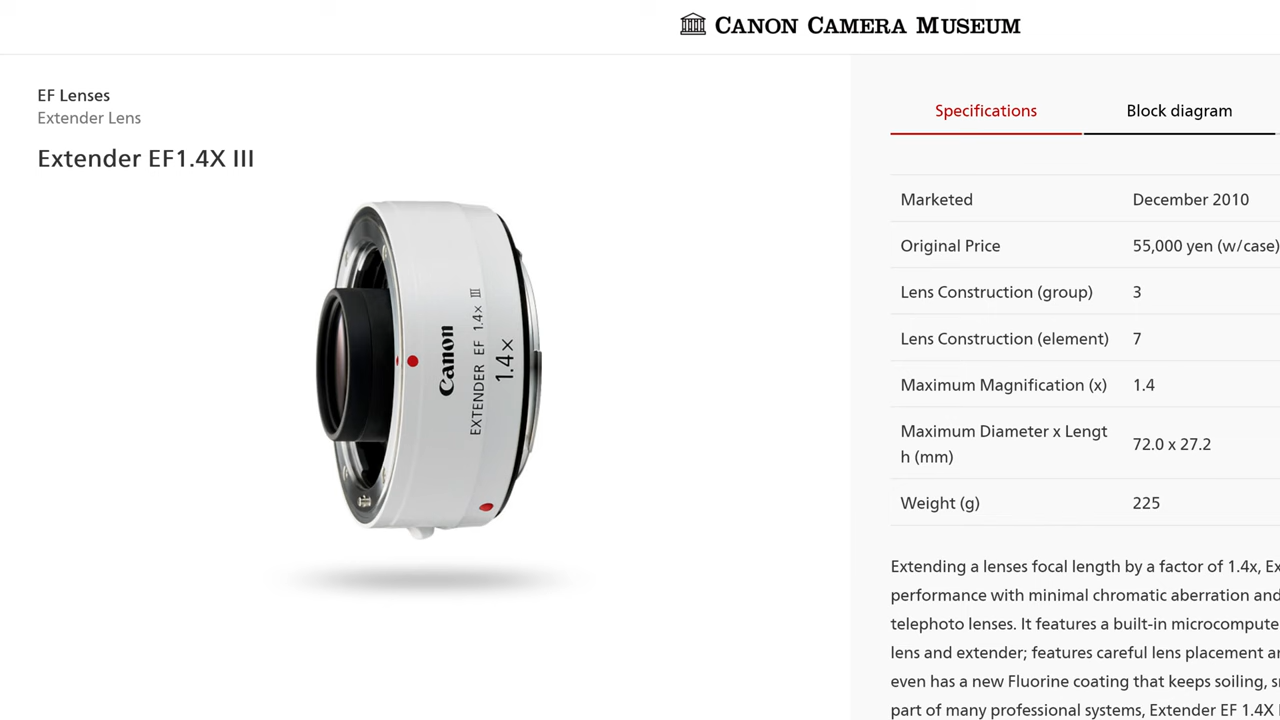 CANON CAMERA MUSEUM
EF Lenses
Extender Lens
Extender EF1.4X III
Canon
EXTENDER EF 1.4x III
1.4x
Specifications
Block diagram
Marketed December 2010
Original Price 55,000 yen (w/case)
Lens Construction (group) 3
Lens Construction (element) 7
Maximum Magnification (x) 1.4
Maximum Diameter x Lengt
h (mm) 72.0 x 27.2
Weight (g) 225
Extending a lenses focal length by a factor of 1.4x, Ex
performance with minimal chromatic aberration and
telephoto lenses. It features a built-in microcompute
lens and extender; features careful lens placement a
even has a new Fluorine coating that keeps soiling, s
part of many professional systems, Extender EF 1.4X